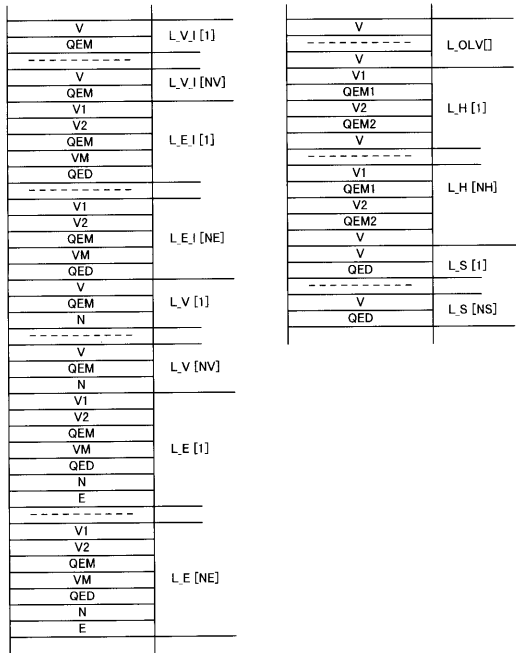 V
QEM
L_V_I [1]
V
QEM
L_V_I [NV]
V1
V2
QEM
VM
QED
L_E_I [1]
V1
V2
QEM
VM
QED
L_E_I [NE]
V
QEM
N
L_V [1]
V
QEM
N
L_V [NV]
V1
V2
QEM
VM
QED
N
E
L_E [1]
V1
V2
QEM
VM
QED
N
E
L_E [NE]
V
V
L_OLV[]
V1
QEM1
V2
QEM2
V
L_H [1]
V1
QEM1
V2
QEM2
V
L_H [NH]
V
QED
L_S [1]
V
QED
L_S [NS]